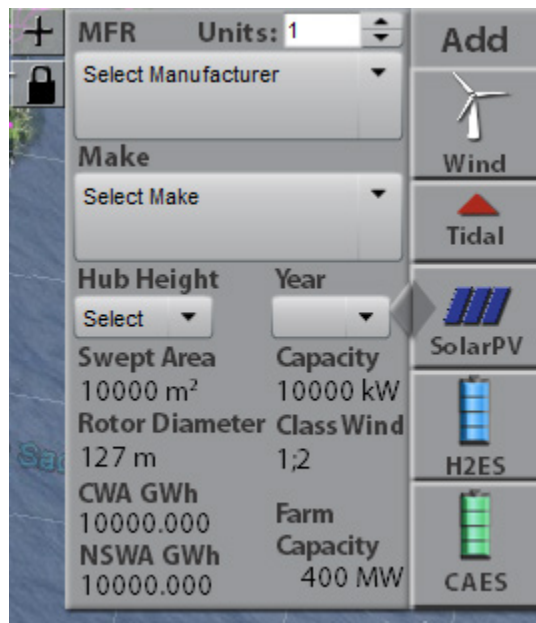 MFR Units: 1
Select Manufacturer
Make
Select Make
Hub Height Year
Select
Swept Area Capacity
10000 m² 10000 kW
Rotor Diameter Class Wind
127 m 1;2
CWA GWh
10000.000
NSWA GWh
10000.000
Farm
Capacity
400 MW
Add
Wind
Tidal
SolarPV
H2ES
CAES